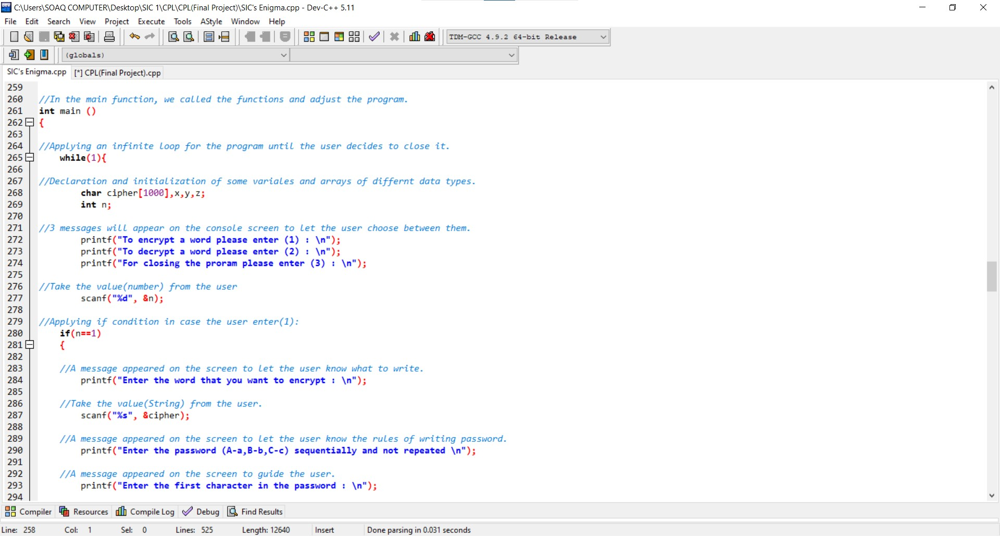 C:\Users\SOAQ COMPUTER\Desktop\SIC 1\CPL\CPL(Final Project)\SIC's Enigma.cpp - Dev-C++ 5.11
File Edit Search View Project Execute Tools AStyle Window Help
TDM-GCC 4.9.2 64-bit Release
(globals)
SIC's Enigma.cpp [*] CPL(Final Project).cpp
259
260 //In the main function, we called the functions and adjust the program.
261 int main ()
262 {
263
264 //Applying an infinite loop for the program until the user decides to close it.
265 while(1){
266
267 //Declaration and initialization of some variales and arrays of differnt data types.
268 char cipher[1000],x,y,z;
269 int n;
270
271 //3 messages will appear on the console screen to let the user choose between them.
272 printf("To encrypt a word please enter (1) : \n");
273 printf("To decrypt a word please enter (2) : \n");
274 printf("For closing the proram please enter (3) : \n");
275
276 //Take the value(number) from the user
277 scanf("%d", &n);
278
279 //Applying if condition in case the user enter(1):
280 if(n==1)
281 {
282
283 //A message appeared on the screen to let the user know what to write.
284 printf("Enter the word that you want to encrypt : \n");
285
286 //Take the value(String) from the user.
287 scanf("%s", &cipher);
288
289 //A message appeared on the screen to let the user know the rules of writing password.
290 printf("Enter the password (A-a,B-b,C-c) sequentially and not repeated \n");
291
292 //A message appeared on the screen to guide the user.
293 printf("Enter the first character in the password : \n");
294
Compiler Resources Compile Log Debug Find Results
Line: 258 Col: 1 Sel: 0 Lines: 525 Length: 12640 Insert Done parsing in 0.031 seconds